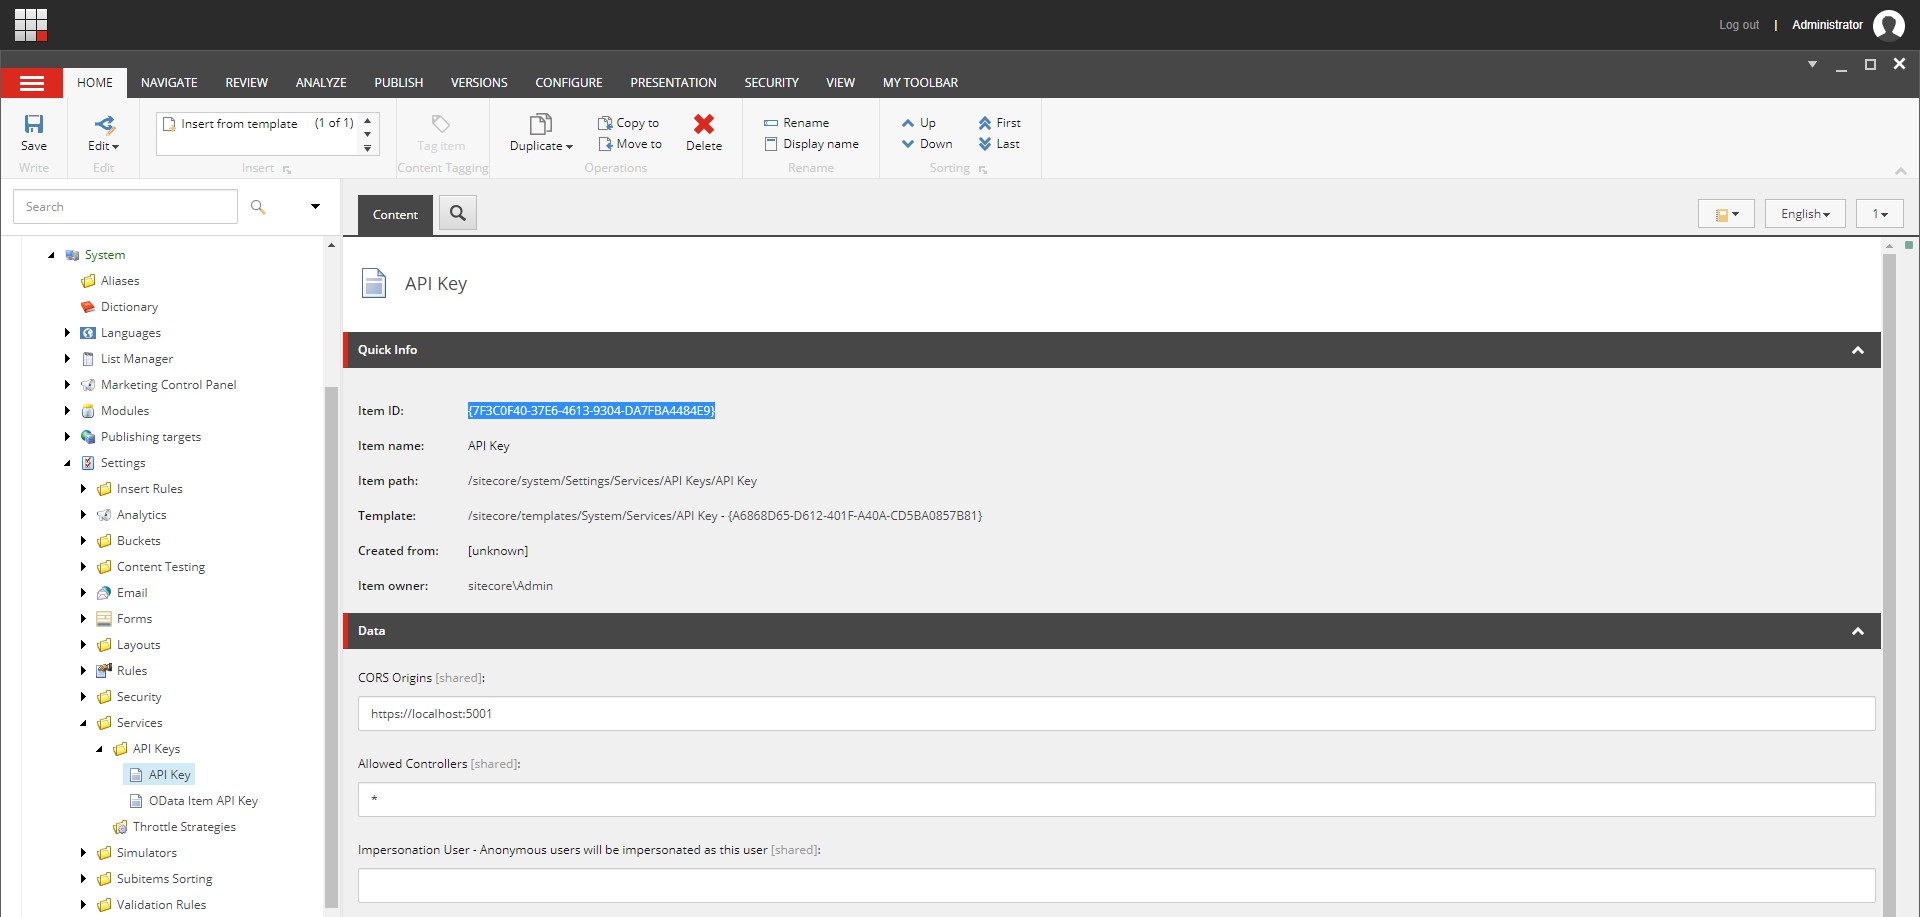 Log out | Administrator
HOME NAVIGATE REVIEW ANALYZE PUBLISH VERSIONS CONFIGURE PRESENTATION SECURITY VIEW MY TOOLBAR
Save
Write
Edit
Edit
Insert from template (1 of 1)
Insert
Tag item
Content Tagging
Duplicate
Copy to
Move to
Delete
Operations
Rename
Display name
Rename
Up
Down
First
Last
Sorting
Search
System
Aliases
Dictionary
Languages
List Manager
Marketing Control Panel
Modules
Publishing targets
Settings
Insert Rules
Analytics
Buckets
Content Testing
Email
Forms
Layouts
Rules
Security
Services
API Keys
API Key
OData Item API Key
Throttle Strategies
Simulators
Subitems Sorting
Validation Rules
Content
English
1
API Key
Quick Info
Item ID: {7F3C0F40-37E6-4613-9304-DA7FBA4484E9}
Item name: API Key
Item path: /sitecore/system/Settings/Services/API Keys/API Key
Template: /sitecore/templates/System/Services/API Key - {A6868D65-D612-401F-A40A-CD5BA0857B81}
Created from: [unknown]
Item owner: sitecore\Admin
Data
CORS Origins [shared]:
https://localhost:5001
Allowed Controllers [shared]:
*
Impersonation User - Anonymous users will be impersonated as this user [shared]: